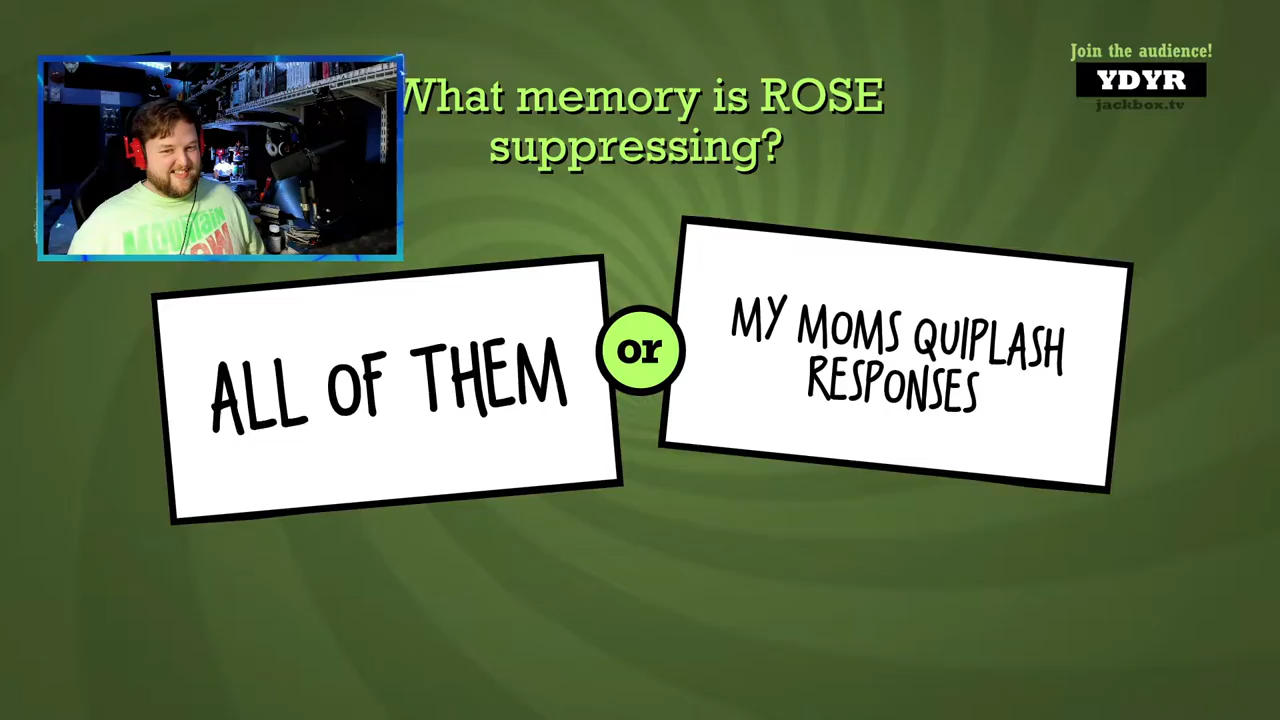 Join the audience!
YDYR
jackbox.tv
What memory is ROSE
suppressing?
ALL OF THEM
or
MY MOMS QUIPLASH
RESPONSES
MOUNTAIN